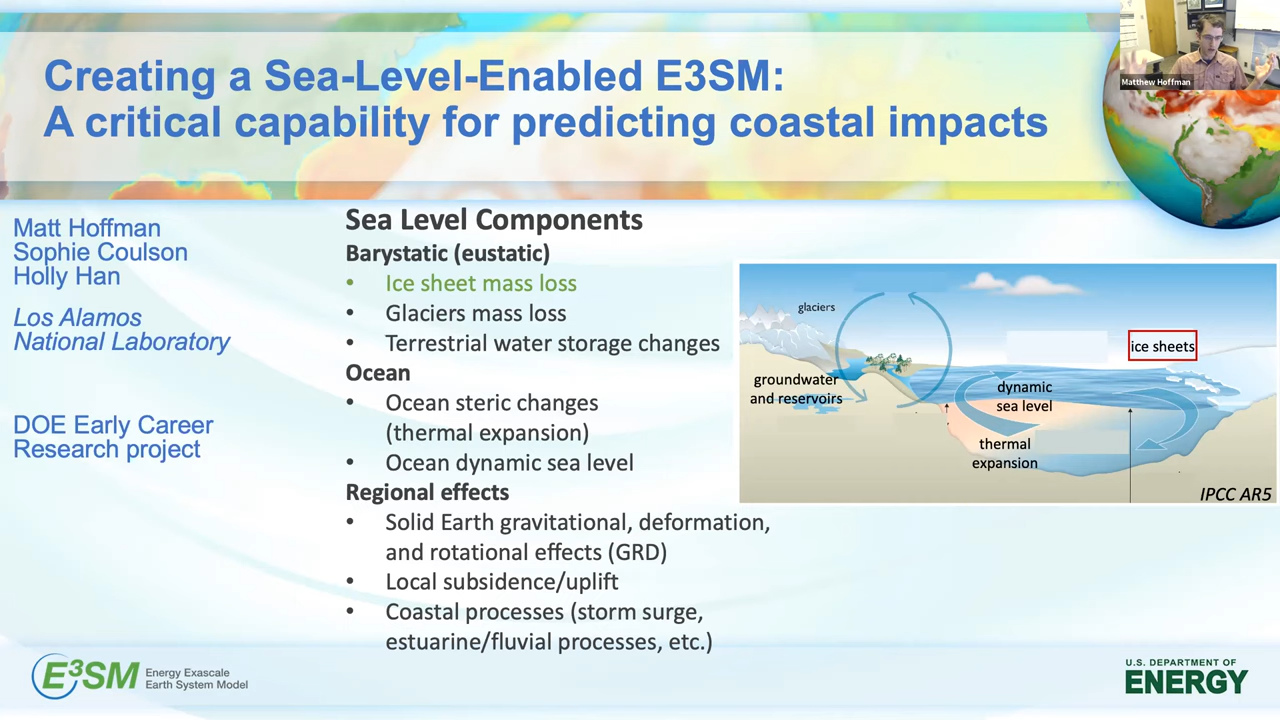 Creating a Sea-Level-Enabled E3SM:
A critical capability for predicting coastal impacts
Matthew Hoffman
Matt Hoffman
Sophie Coulson
Holly Han
Los Alamos
National Laboratory
DOE Early Career
Research project
Sea Level Components
Barystatic (eustatic)
• Ice sheet mass loss
• Glaciers mass loss
• Terrestrial water storage changes
Ocean
• Ocean steric changes
(thermal expansion)
• Ocean dynamic sea level
Regional effects
• Solid Earth gravitational, deformation,
and rotational effects (GRD)
• Local subsidence/uplift
• Coastal processes (storm surge,
estuarine/fluvial processes, etc.)
glaciers
ice sheets
groundwater
and reservoirs
dynamic
sea level
thermal
expansion
IPCC AR5
E³SM
Energy Exascale
Earth System Model
U.S. DEPARTMENT OF
ENERGY